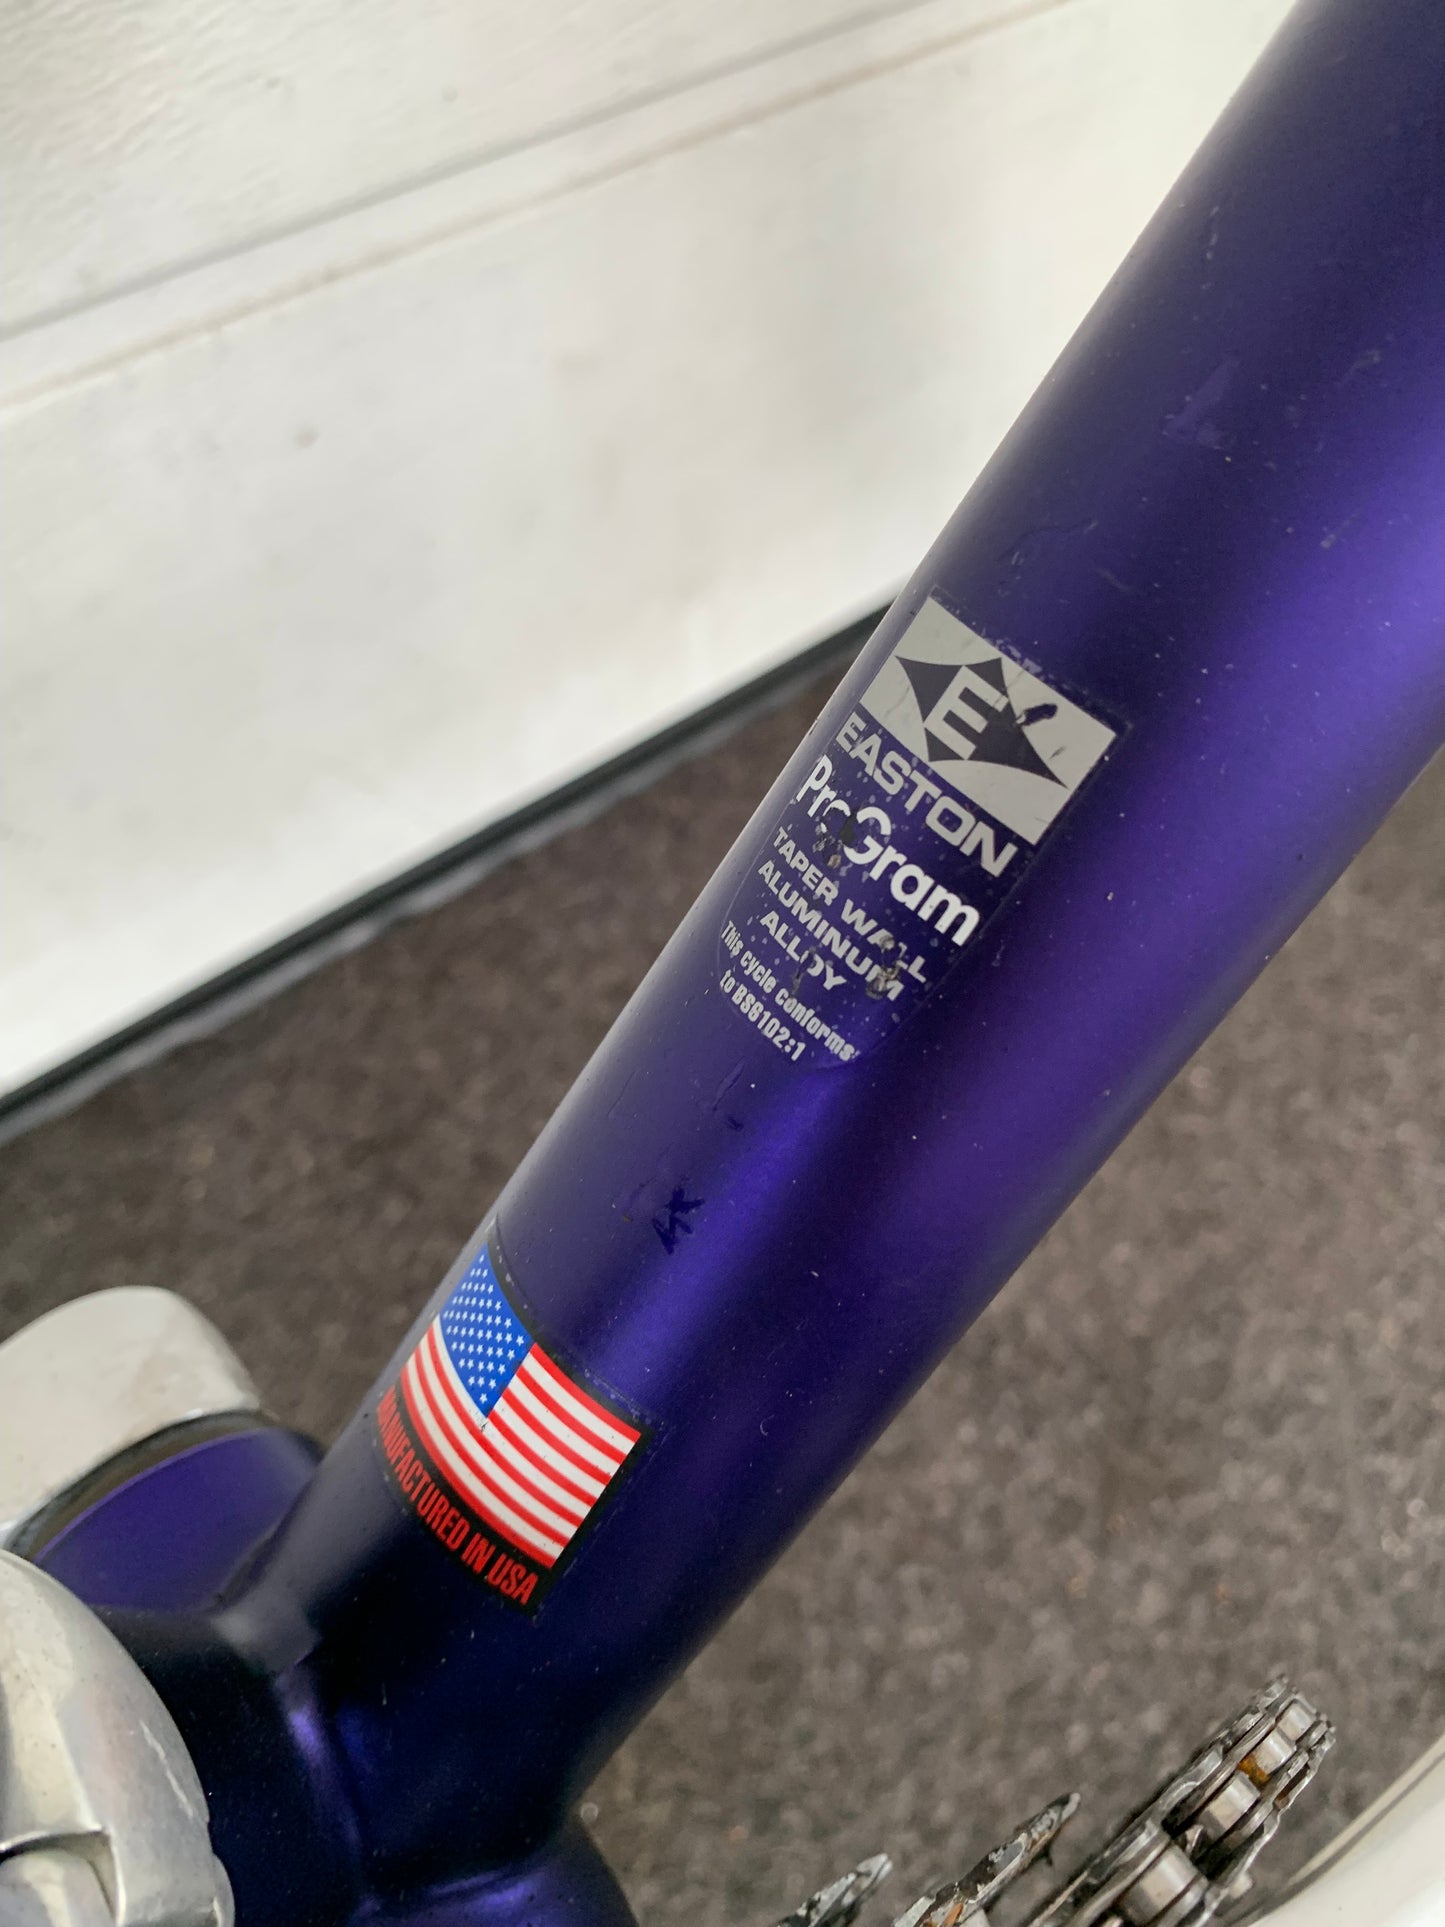 E
EASTON
ProGram
TAPER WALL
ALUMINUM
ALLOY
This cycle conforms
to BS6102:1
MANUFACTURED IN USA